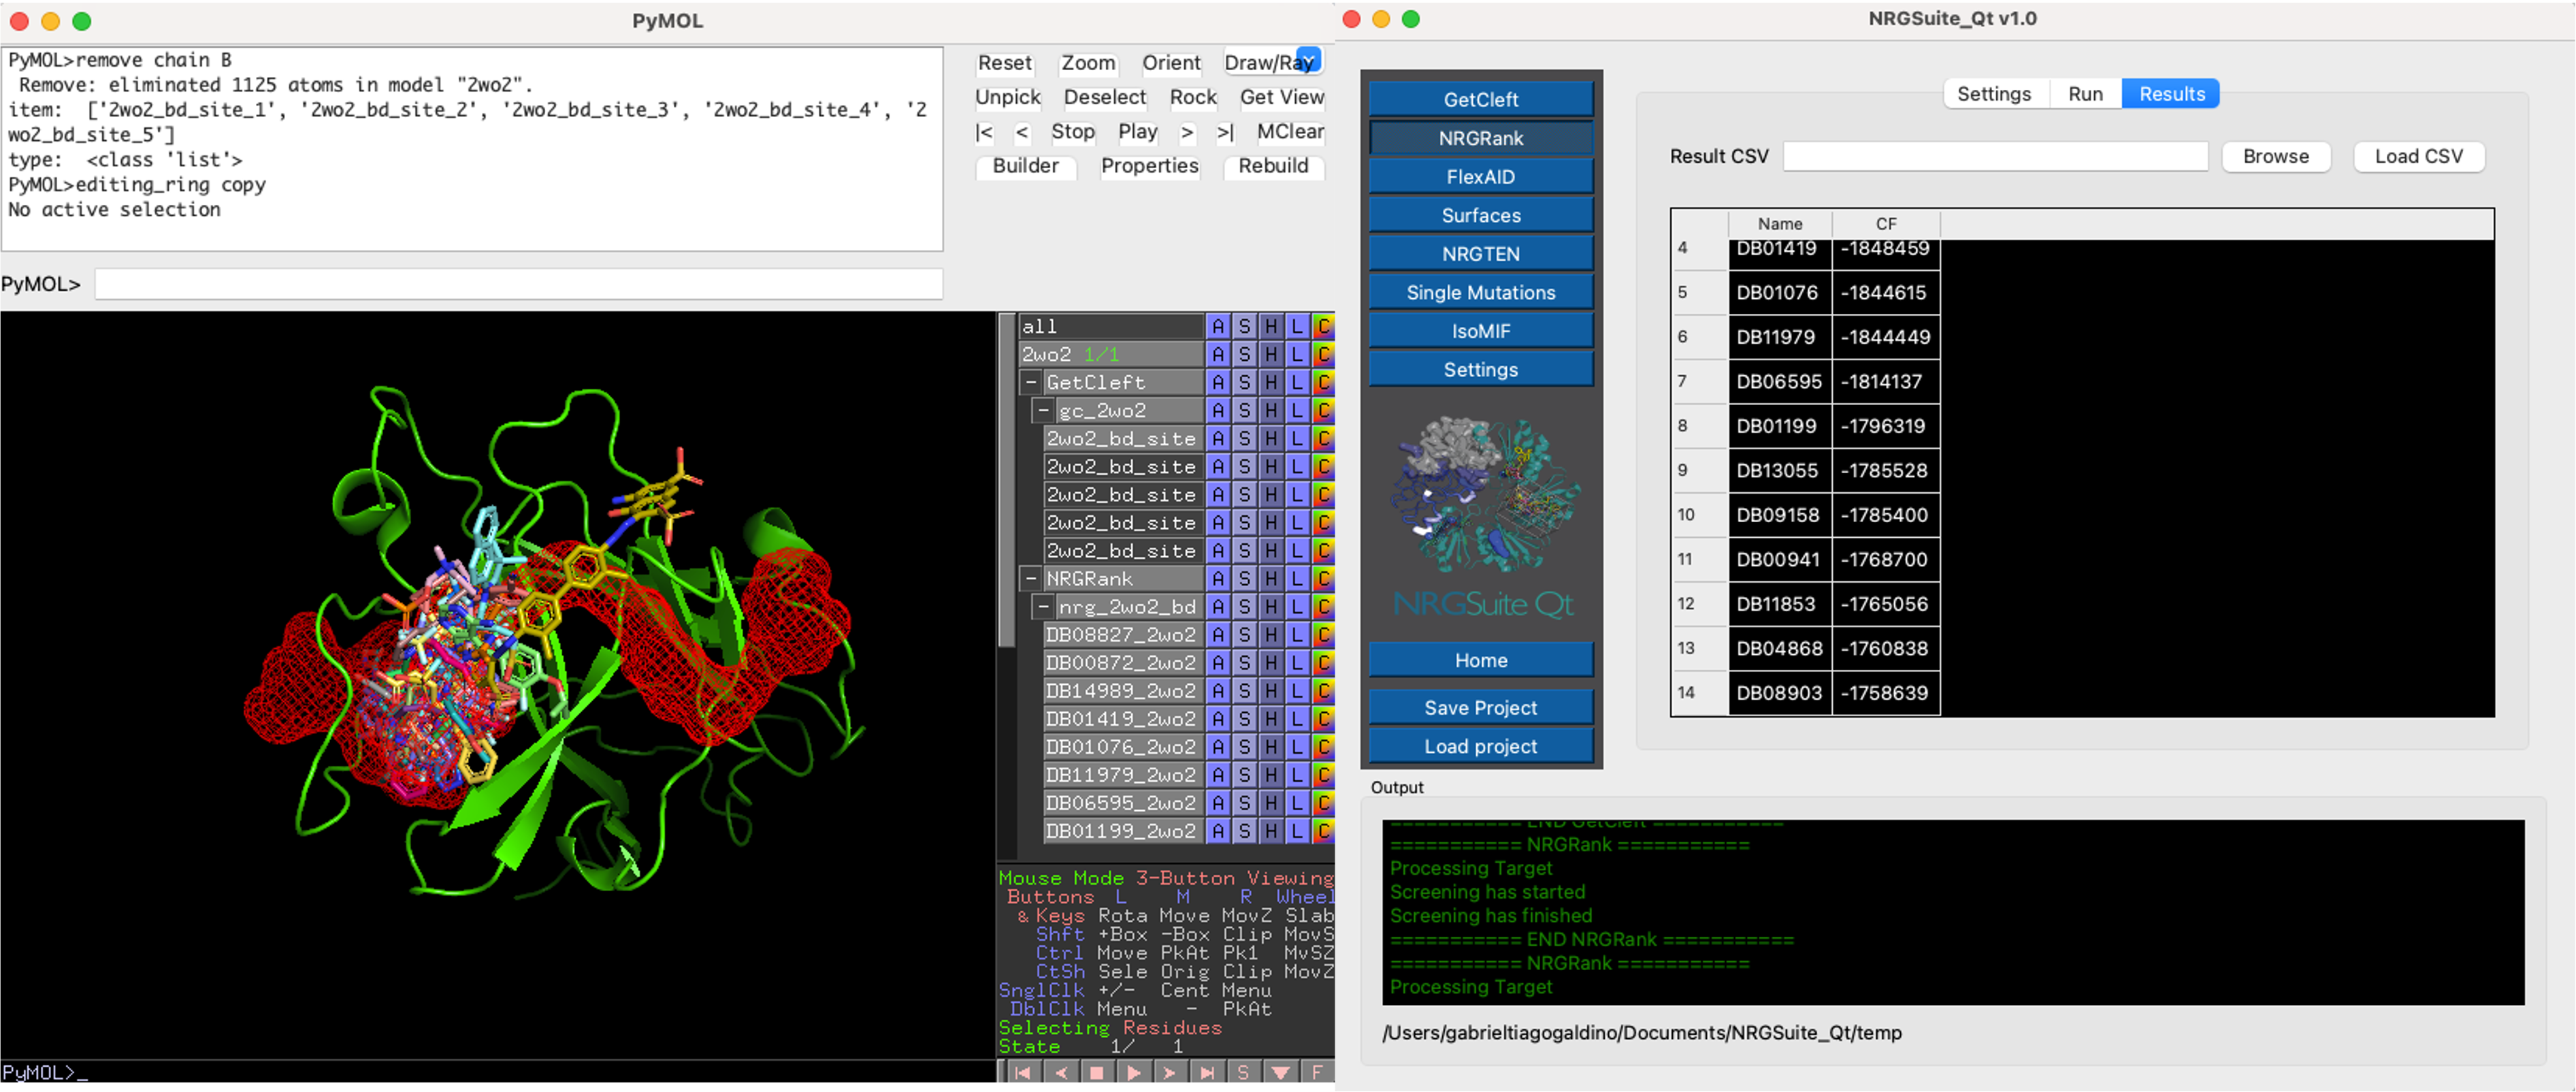 PyMOL
PyMOL>remove chain B
Remove: eliminated 1125 atoms in model "2wo2".
item:  ['2wo2_bd_site_1', '2wo2_bd_site_2', '2wo2_bd_site_3', '2wo2_bd_site_4', '2
wo2_bd_site_5']
type:  <class 'list'>
PyMOL>editing_ring copy
No active selection
PyMOL>
Reset Zoom Orient Draw/Ray
Unpick Deselect Rock Get View
|< < Stop Play > >| MClear
Builder Properties Rebuild
all A S H L C
2wo2 1/1 A S H L C
- GetCleft A S H L C
- gc_2wo2 A S H L C
2wo2_bd_site A S H L C
2wo2_bd_site A S H L C
2wo2_bd_site A S H L C
2wo2_bd_site A S H L C
2wo2_bd_site A S H L C
- NRGRank A S H L C
- nrg_2wo2_bd A S H L C
DB08827_2wo2 A S H L C
DB00872_2wo2 A S H L C
DB14989_2wo2 A S H L C
DB01419_2wo2 A S H L C
DB01076_2wo2 A S H L C
DB11979_2wo2 A S H L C
DB06595_2wo2 A S H L C
DB01199_2wo2 A S H L C
Mouse Mode 3-Button Viewing
Buttons L M R Wheel
& Keys Rota Move MovZ Slab
Shft +Box -Box Clip MovS
Ctrl Move PkAt Pk1 MvSZ
CtSh Sele Orig Clip MovZ
SnglClk +/- Cent Menu
DblClk Menu - PkAt
Selecting Residues
State 1/ 1
S F
PyMOL>_
NRGSuite_Qt v1.0
GetCleft
NRGRank
FlexAID
Surfaces
NRGTEN
Single Mutations
IsoMIF
Settings
NRGSuite Qt
Home
Save Project
Load project
Settings Run Results
Result CSV Browse Load CSV
Name CF
4 DB01419 -1848459
5 DB01076 -1844615
6 DB11979 -1844449
7 DB06595 -1814137
8 DB01199 -1796319
9 DB13055 -1785528
10 DB09158 -1785400
11 DB00941 -1768700
12 DB11853 -1765056
13 DB04868 -1760838
14 DB08903 -1758639
Output
=========== END GetCleft ===========
=========== NRGRank ===========
Processing Target
Screening has started
Screening has finished
=========== END NRGRank ===========
=========== NRGRank ===========
Processing Target
/Users/gabrieltiagogaldino/Documents/NRGSuite_Qt/temp